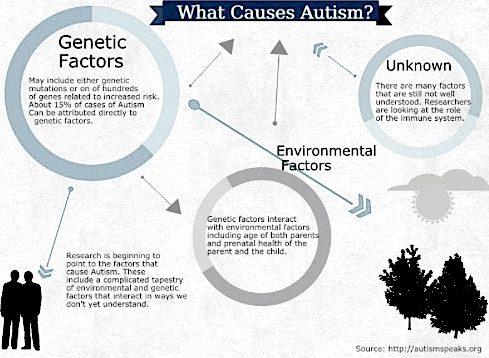 What Causes Autism?
Genetic
Factors
May include either genetic
mutations or on of hundreds
of genes related to increased risk.
About 15% of cases of Autism
Can be attributed directly to
genetic factors.
Unknown
There are many factors
that are still not well
understood. Researchers
are looking at the role
of the immune system.
Environmental
Factors
Genetic factors interact
with environmental factors
including age of both parents
and prenatal health of the
parent and the child.
Research is beginning to
point to the factors that
cause Autism. These
include a complicated tapestry
of environmental and genetic
factors that interact in ways we
don't yet understand.
Source: http://autismspeaks.org